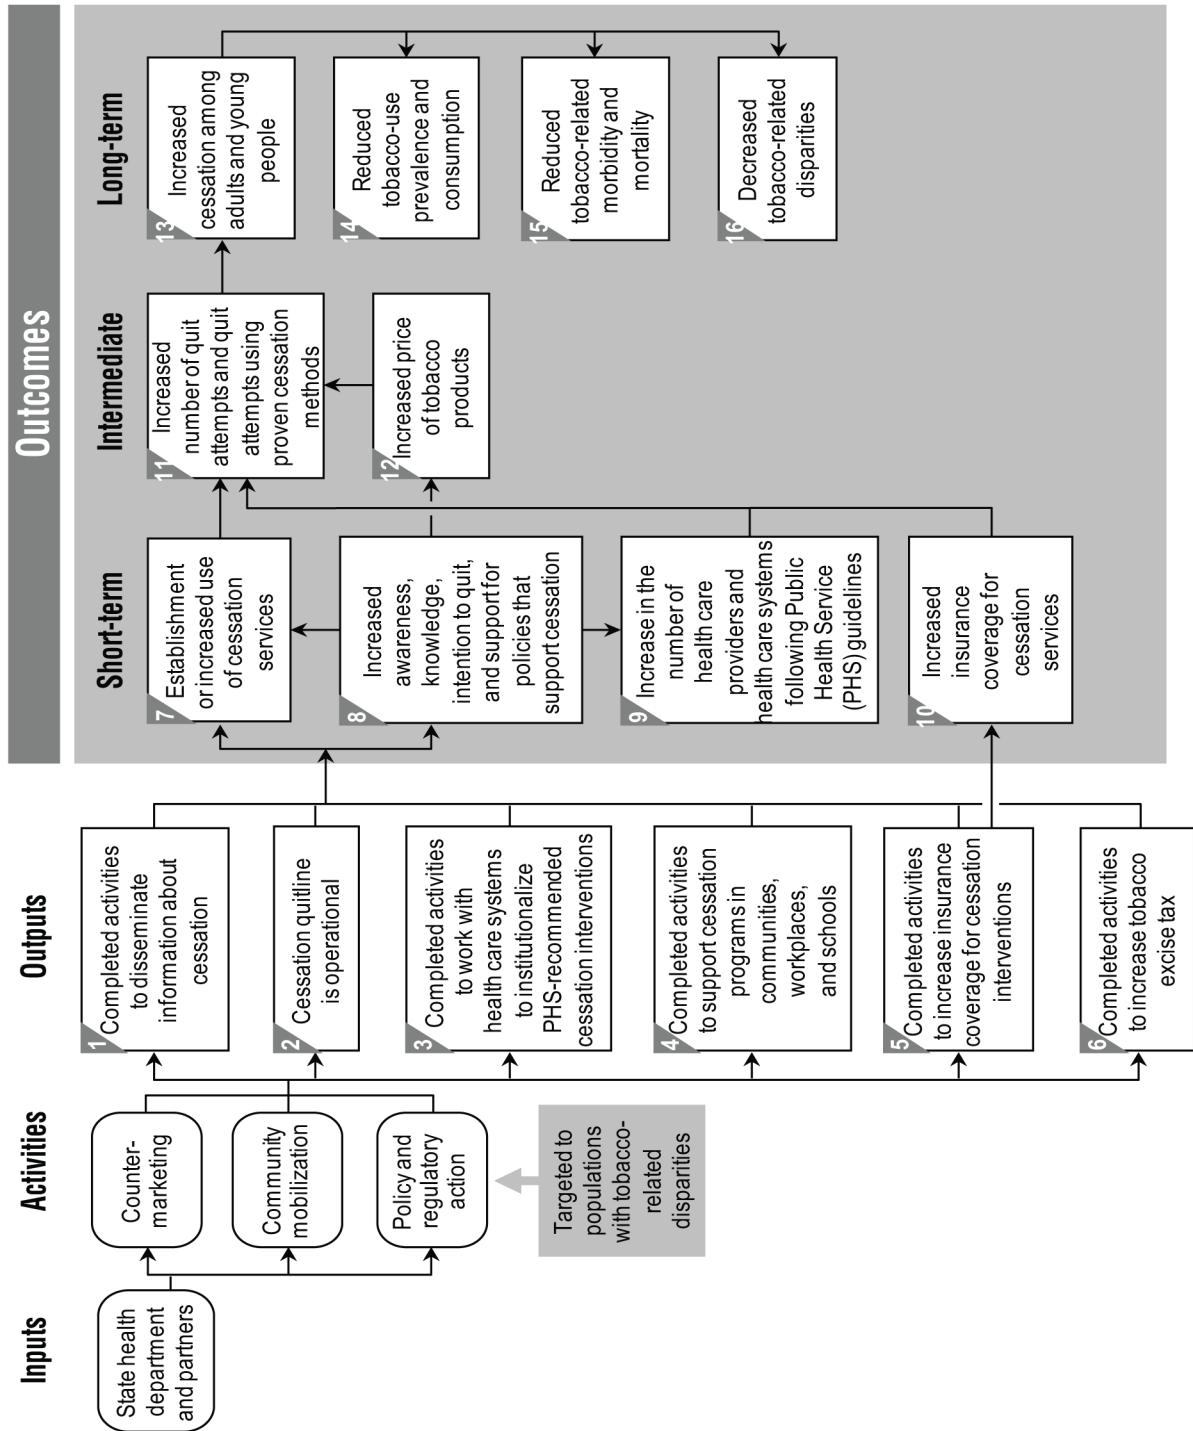 Outcomes
Inputs
Activities
Outputs
Short-term
Intermediate
Long-term
State health
department
and partners
Counter-
marketing
Community
mobilization
Policy and
regulatory
action
Targeted to
populations
with tobacco-
related
disparities
1
Completed activities
to disseminate
information about
cessation
2
Cessation quitline
is operational
3
Completed activities
to work with
health care systems
to institutionalize
PHS-recommended
cessation interventions
4
Completed activities
to support cessation
programs in
communities,
workplaces,
and schools
5
Completed activities
to increase insurance
coverage for cessation
interventions
6
Completed activities
to increase tobacco
excise tax
7
Establishment
or increased use
of cessation
services
8
Increased
awareness,
knowledge,
intention to quit,
and support for
policies that
support cessation
9
Increase in the
number of
health care
providers and
health care systems
following Public
Health Service
(PHS) guidelines
10
Increased
insurance
coverage for
cessation
services
11
Increased
number of quit
attempts and quit
attempts using
proven cessation
methods
12
Increased price
of tobacco
products
13
Increased
cessation among
adults and young
people
14
Reduced
tobacco-use
prevalence and
consumption
15
Reduced
tobacco-related
morbidity and
mortality
16
Decreased
tobacco-related
disparities